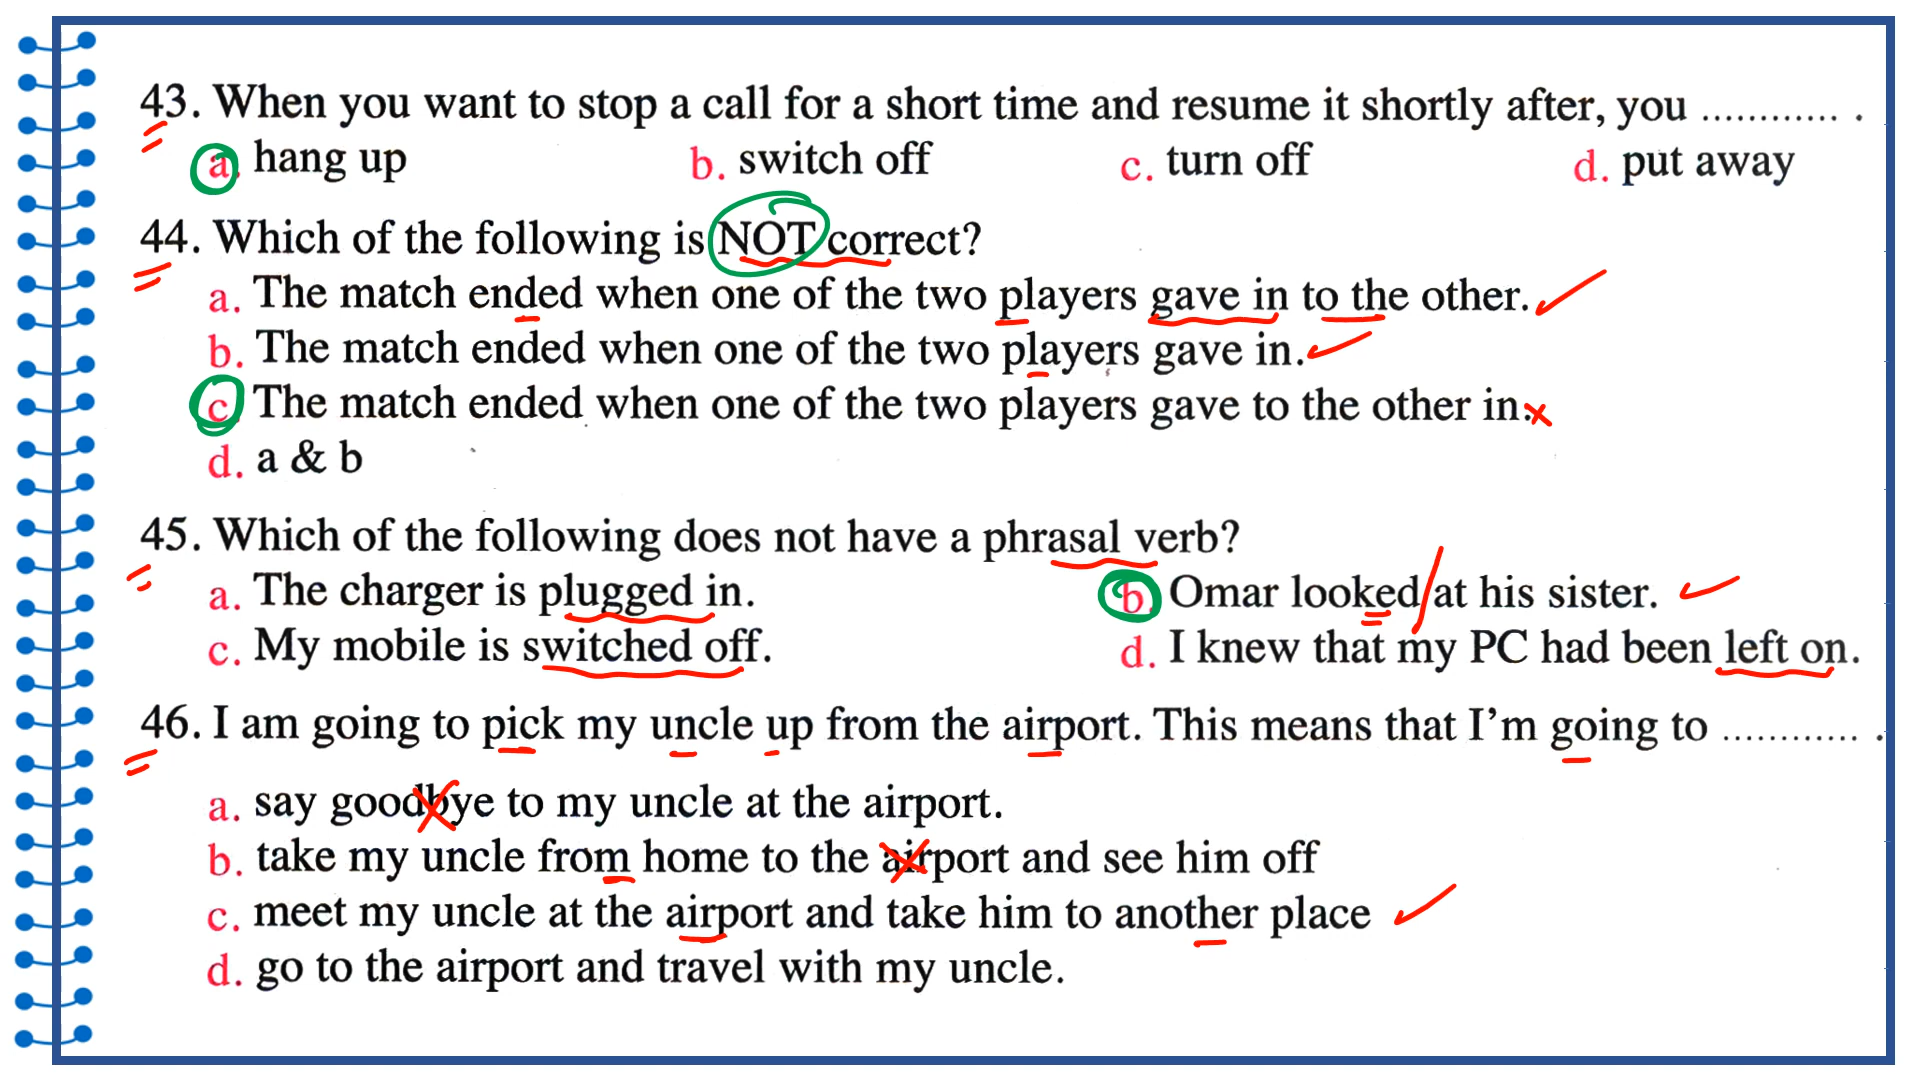 43. When you want to stop a call for a short time and resume it shortly after, you ............ .
a. hang up b. switch off c. turn off d. put away
44. Which of the following is NOT correct?
a. The match ended when one of the two players gave in to the other.
b. The match ended when one of the two players gave in.
c. The match ended when one of the two players gave to the other in.
d. a & b
45. Which of the following does not have a phrasal verb?
a. The charger is plugged in. b. Omar looked at his sister.
c. My mobile is switched off. d. I knew that my PC had been left on.
46. I am going to pick my uncle up from the airport. This means that I'm going to ............ .
a. say goodbye to my uncle at the airport.
b. take my uncle from home to the airport and see him off
c. meet my uncle at the airport and take him to another place
d. go to the airport and travel with my uncle.